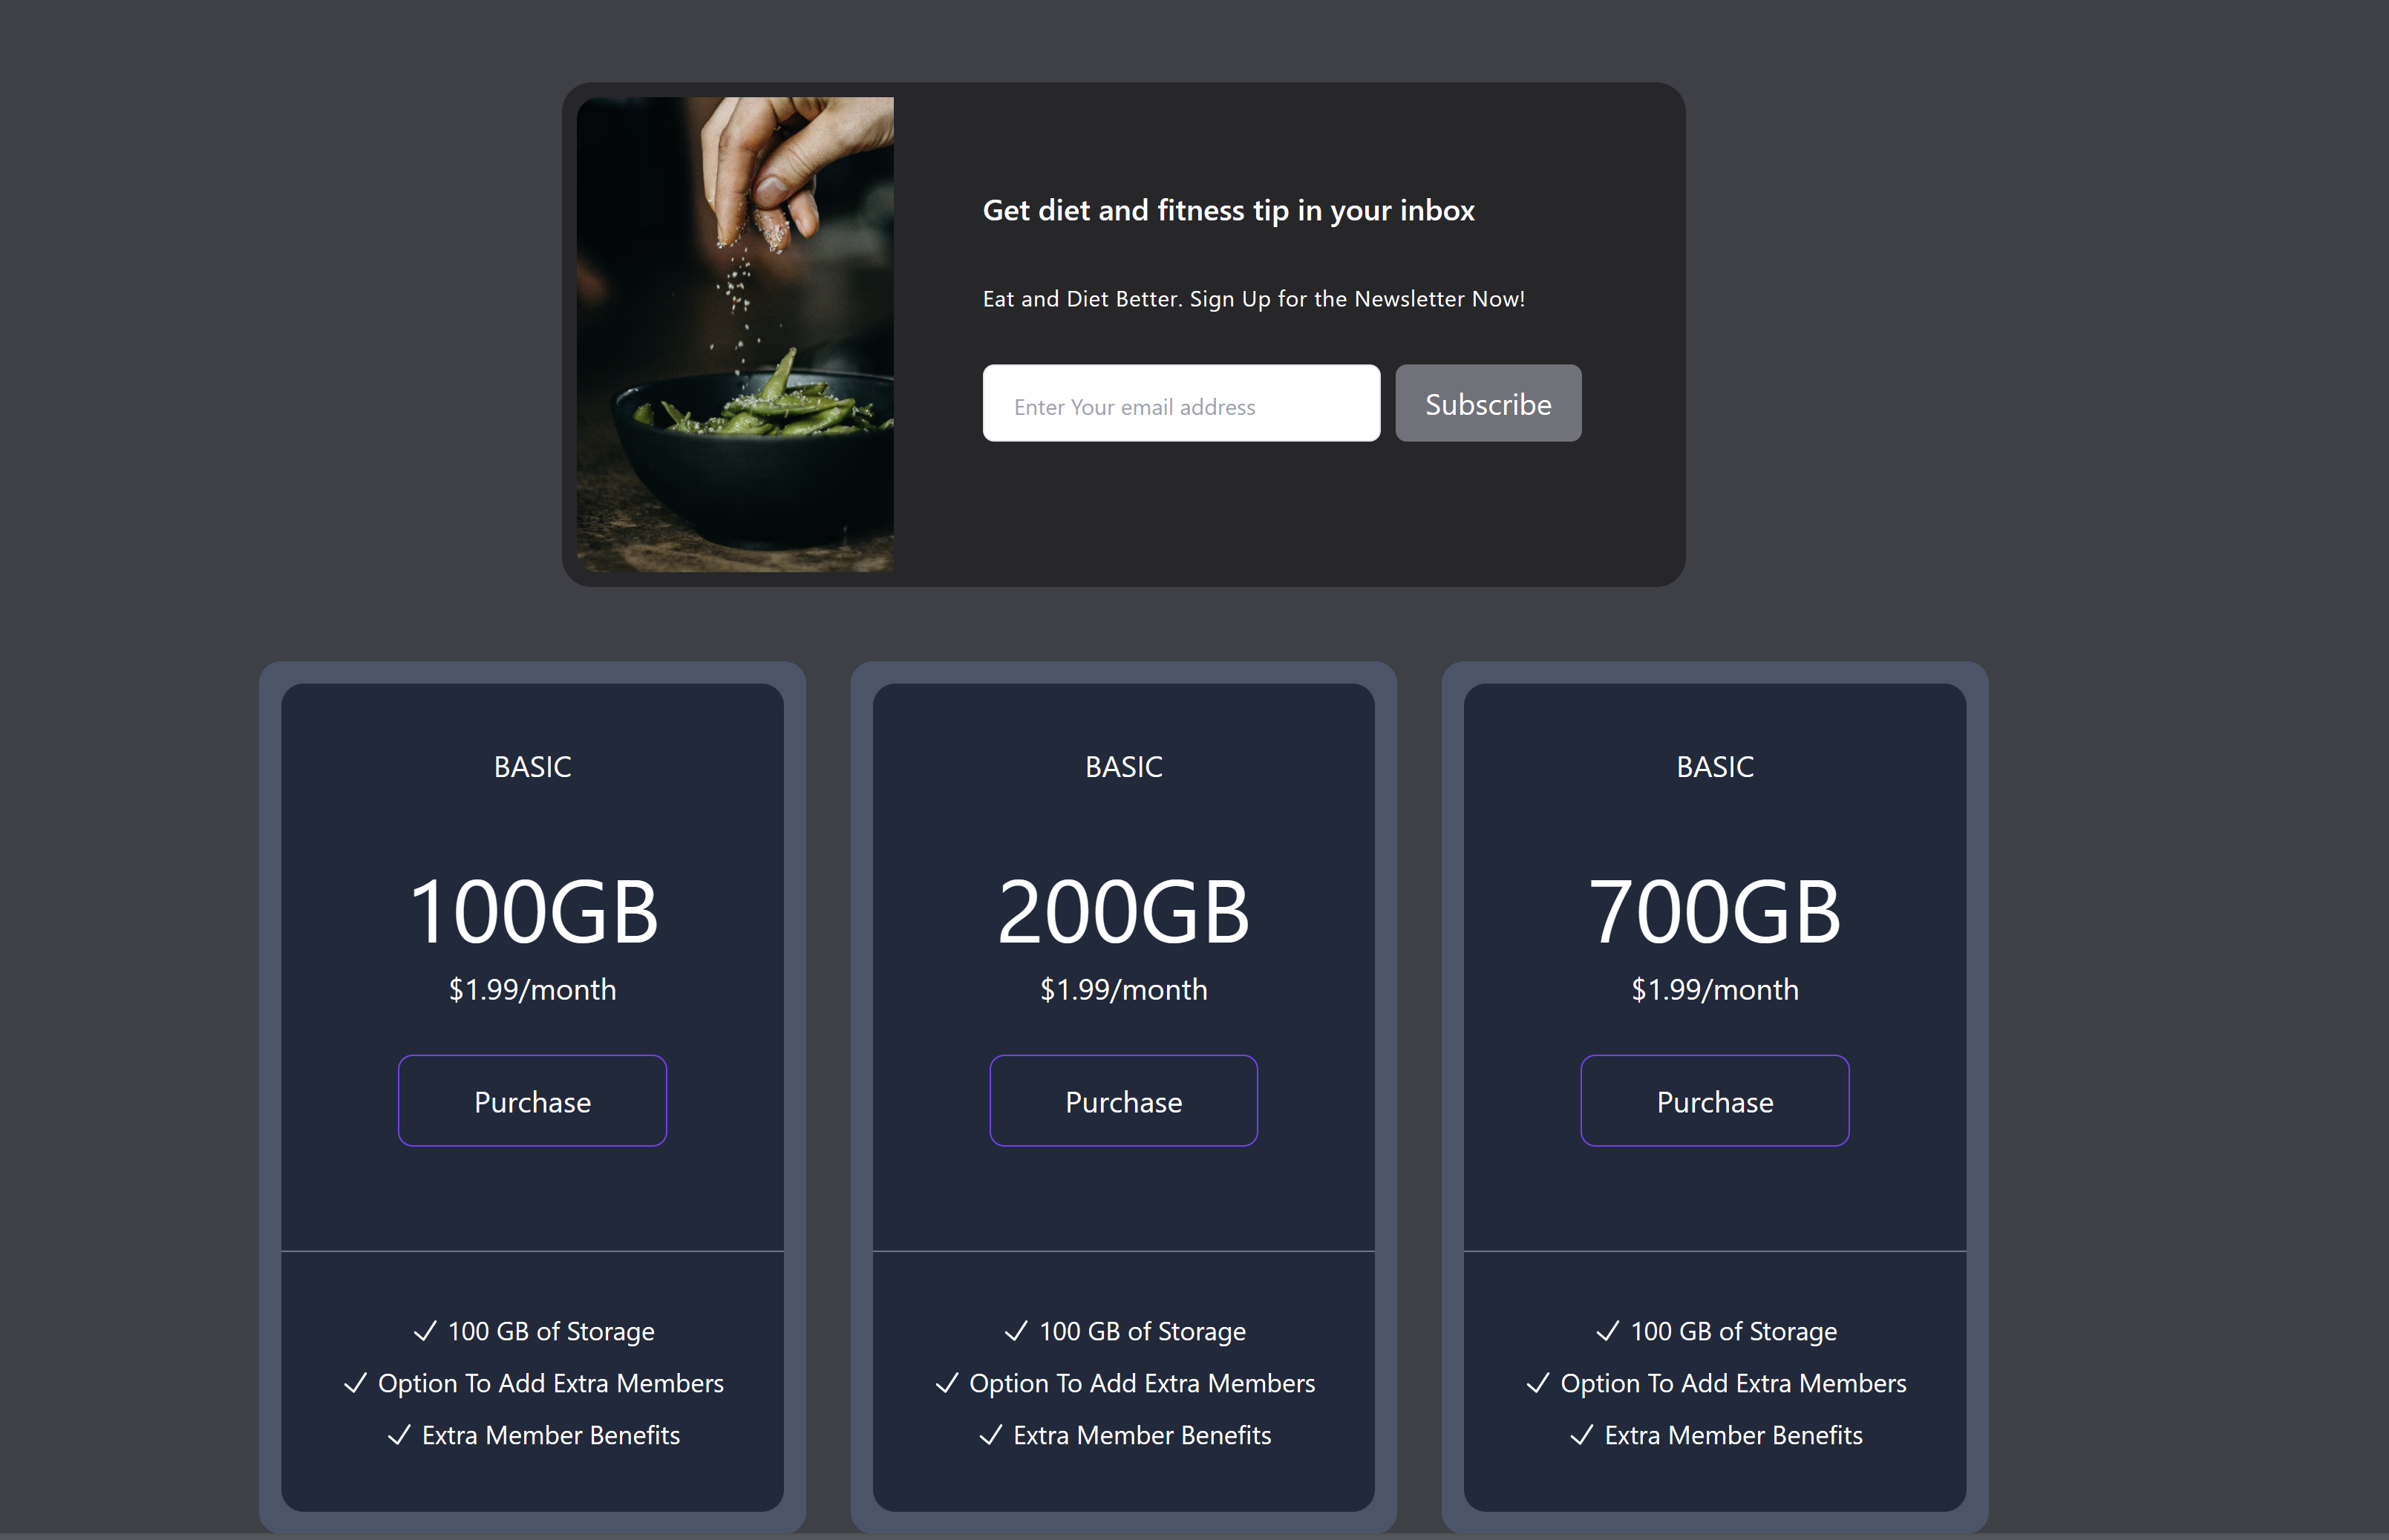 Get diet and fitness tip in your inbox
Eat and Diet Better. Sign Up for the Newsletter Now!
Enter Your email address
Subscribe
BASIC
100GB
$1.99/month
Purchase
✓ 100 GB of Storage
✓ Option To Add Extra Members
✓ Extra Member Benefits
BASIC
200GB
$1.99/month
Purchase
✓ 100 GB of Storage
✓ Option To Add Extra Members
✓ Extra Member Benefits
BASIC
700GB
$1.99/month
Purchase
✓ 100 GB of Storage
✓ Option To Add Extra Members
✓ Extra Member Benefits